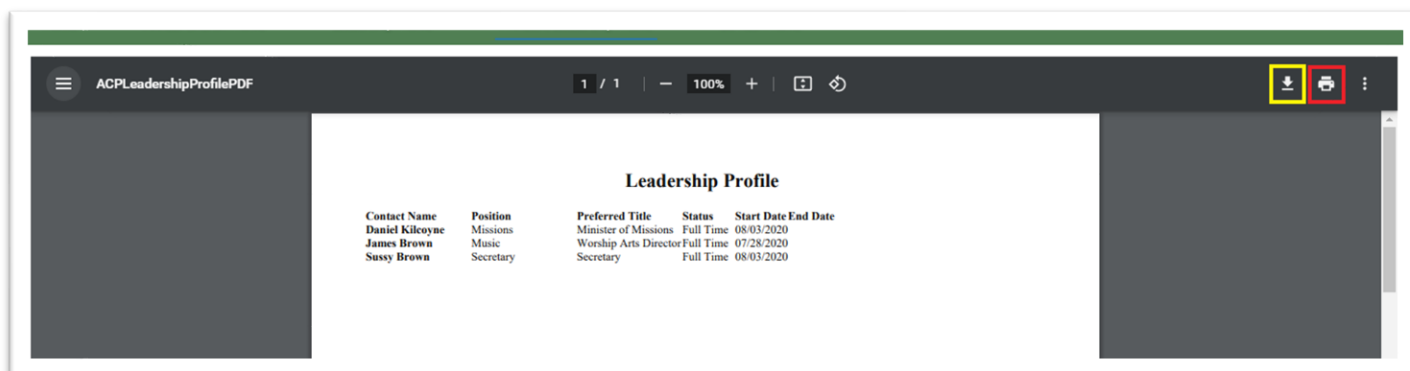 ACPLeadershipProfilePDF 1 / 1 100%
Leadership Profile
Contact Name Position Preferred Title Status Start Date End Date
Daniel Kilcoyne Missions Minister of Missions Full Time 08/03/2020
James Brown Music Worship Arts Director Full Time 07/28/2020
Sussy Brown Secretary Secretary Full Time 08/03/2020